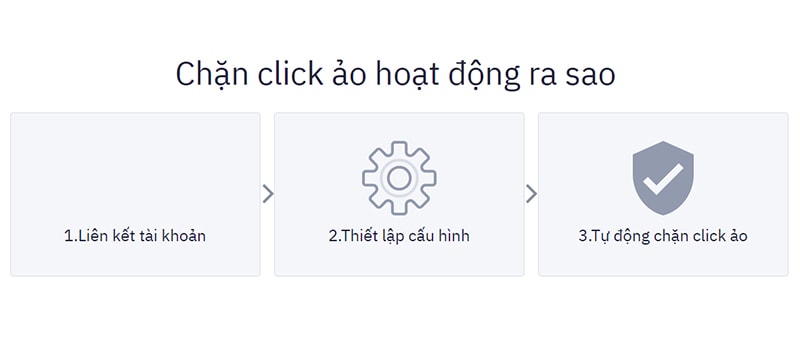 Chặn click ảo hoạt động ra sao
1.Liên kết tài khoản
2.Thiết lập cấu hình
3.Tự động chặn click ảo